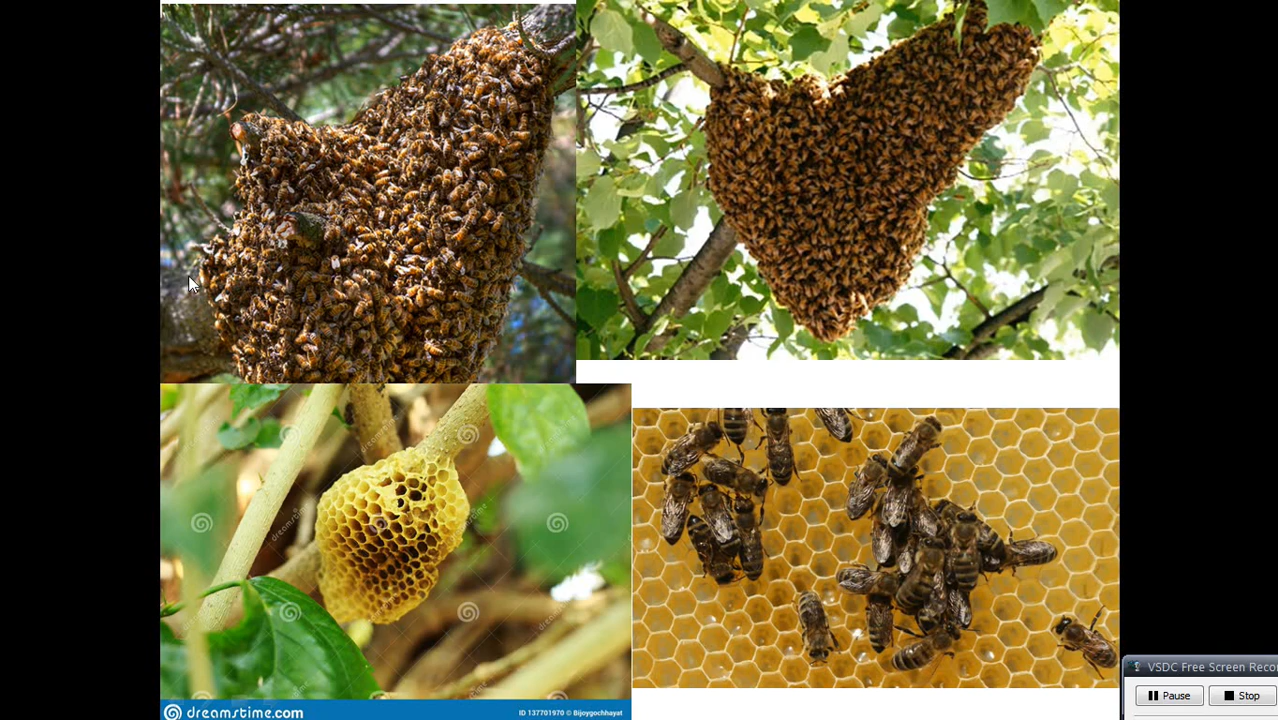 dreamstime.com
ID 137701970 © Bijoygochhayat
VSDC Free Screen Reco
Pause
Stop